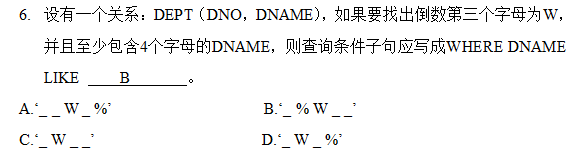 6. 设有一个关系：DEPT（DNO，DNAME），如果要找出倒数第三个字母为W，
并且至少包含4个字母的DNAME，则查询条件子句应写成WHERE DNAME
LIKE ____B____。
A.‘_ _ W _ %’ B.‘_ % W _ _’
C.‘_ W _ _’ D.‘_ W _ %’